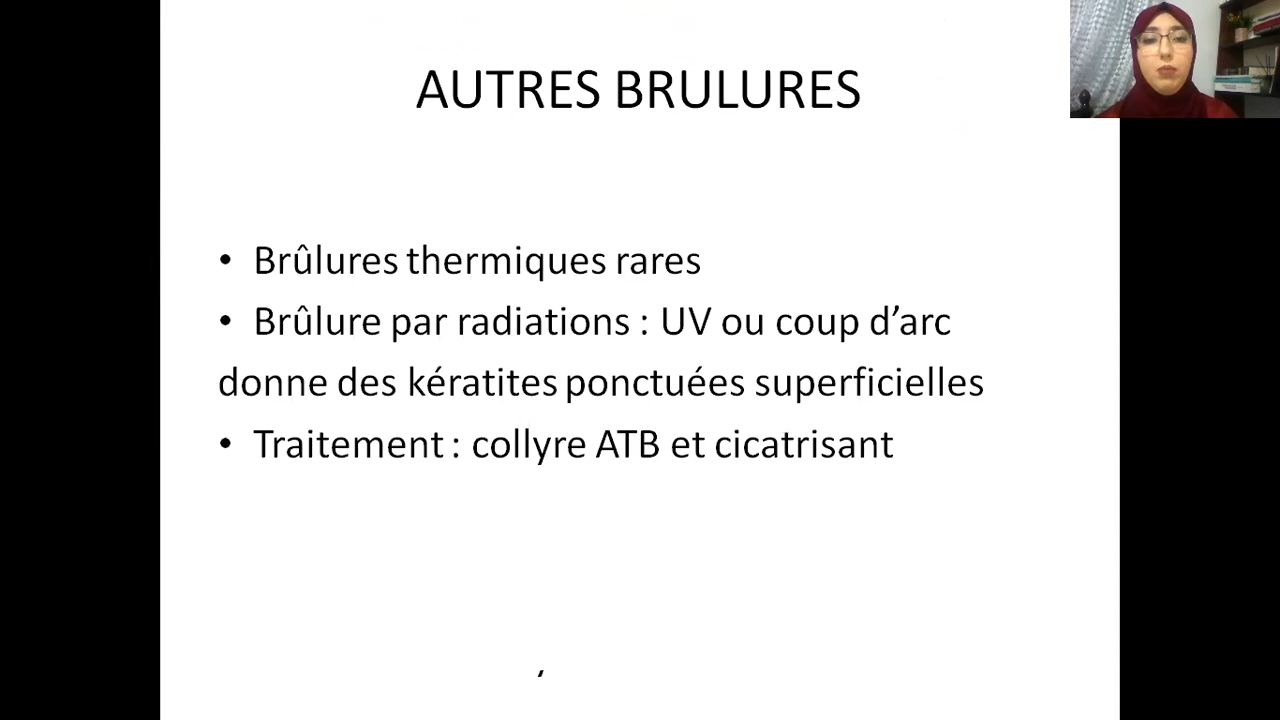 AUTRES BRULURES
• Brûlures thermiques rares
• Brûlure par radiations : UV ou coup d’arc
donne des kératites ponctuées superficielles
• Traitement : collyre ATB et cicatrisant